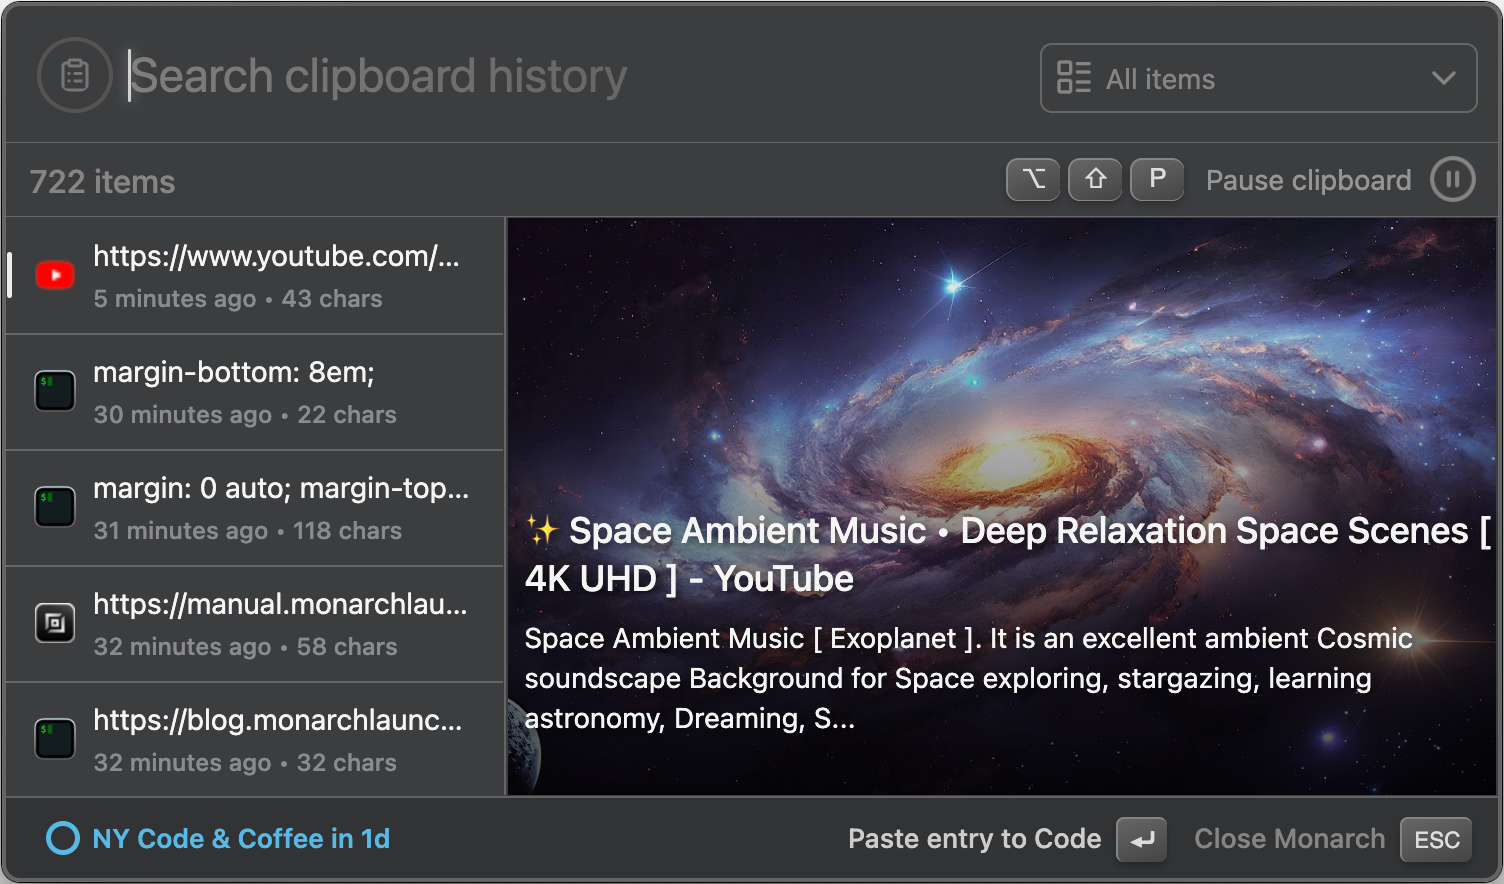 Search clipboard history
All items
722 items
⌥ ⇧ P Pause clipboard
https://www.youtube.com/...
5 minutes ago • 43 chars
margin-bottom: 8em;
30 minutes ago • 22 chars
margin: 0 auto; margin-top...
31 minutes ago • 118 chars
https://manual.monarchlau...
32 minutes ago • 58 chars
https://blog.monarchlaunc...
32 minutes ago • 32 chars
✨ Space Ambient Music • Deep Relaxation Space Scenes [
4K UHD ] - YouTube
Space Ambient Music [ Exoplanet ]. It is an excellent ambient Cosmic
soundscape Background for Space exploring, stargazing, learning
astronomy, Dreaming, S...
NY Code & Coffee in 1d
Paste entry to Code ↵ Close Monarch ESC